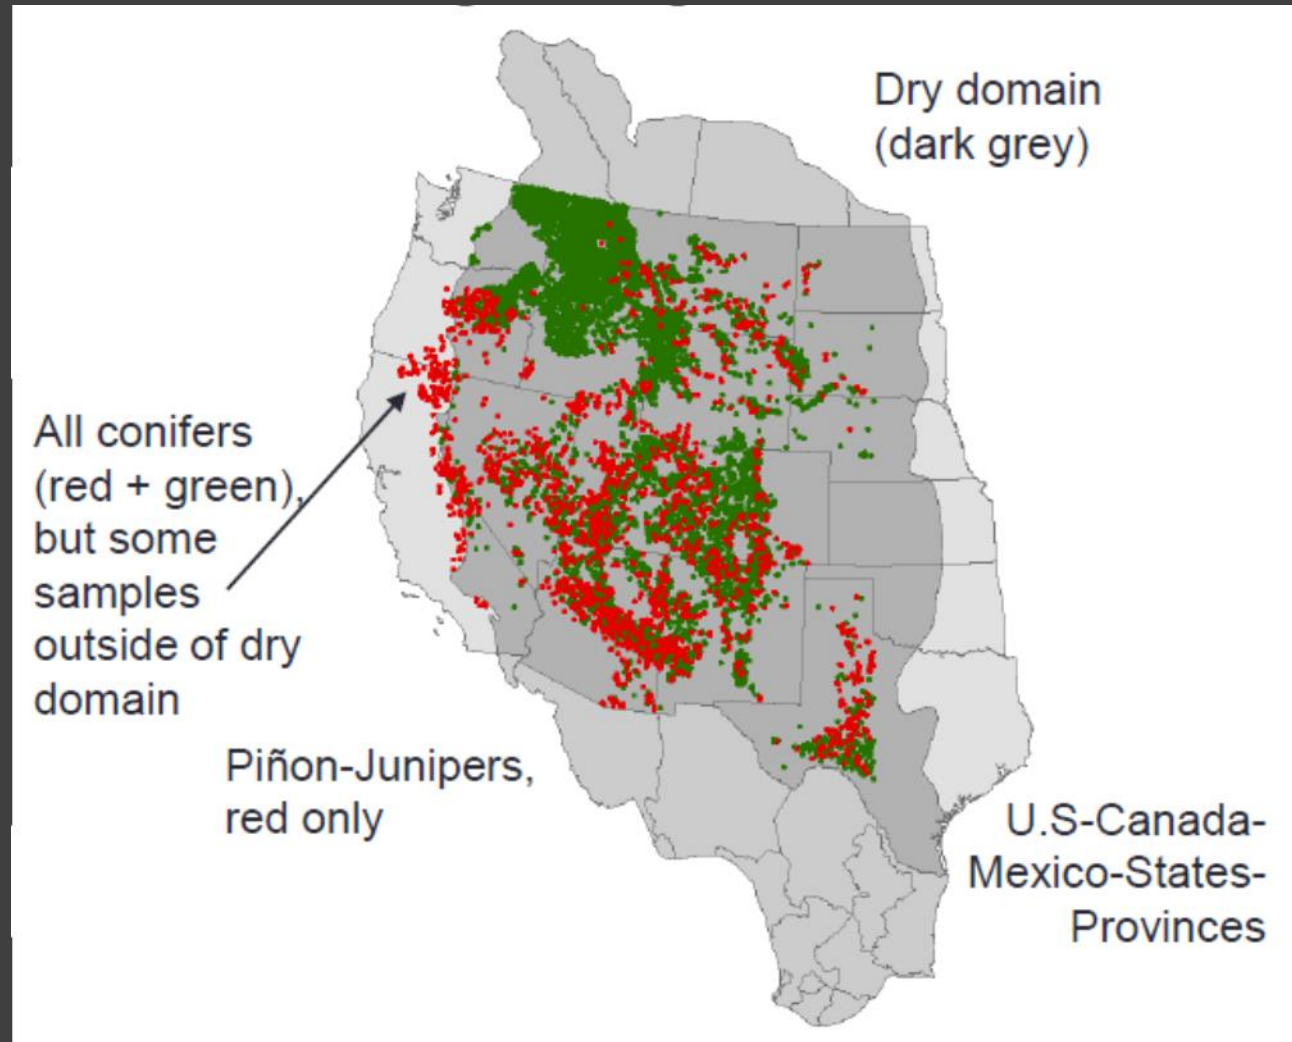 Dry domain
(dark grey)
All conifers
(red + green),
but some
samples
outside of dry
domain
Piñon-Junipers,
red only
U.S-Canada-
Mexico-States-
Provinces